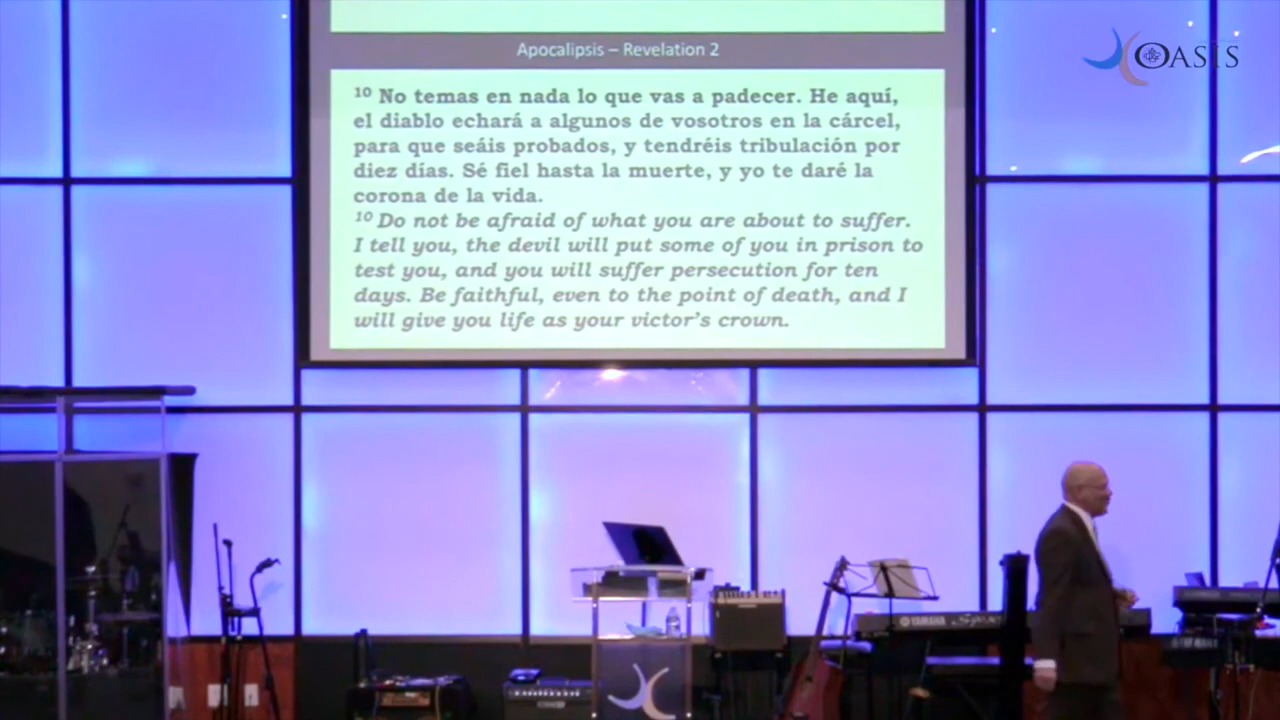 Apocalipsis – Revelation 2
OASIS
10 No temas en nada lo que vas a padecer. He aquí,
el diablo echará a algunos de vosotros en la cárcel,
para que seáis probados, y tendréis tribulación por
diez días. Sé fiel hasta la muerte, y yo te daré la
corona de la vida.
10 Do not be afraid of what you are about to suffer.
I tell you, the devil will put some of you in prison to
test you, and you will suffer persecution for ten
days. Be faithful, even to the point of death, and I
will give you life as your victor's crown.
YAMAHA